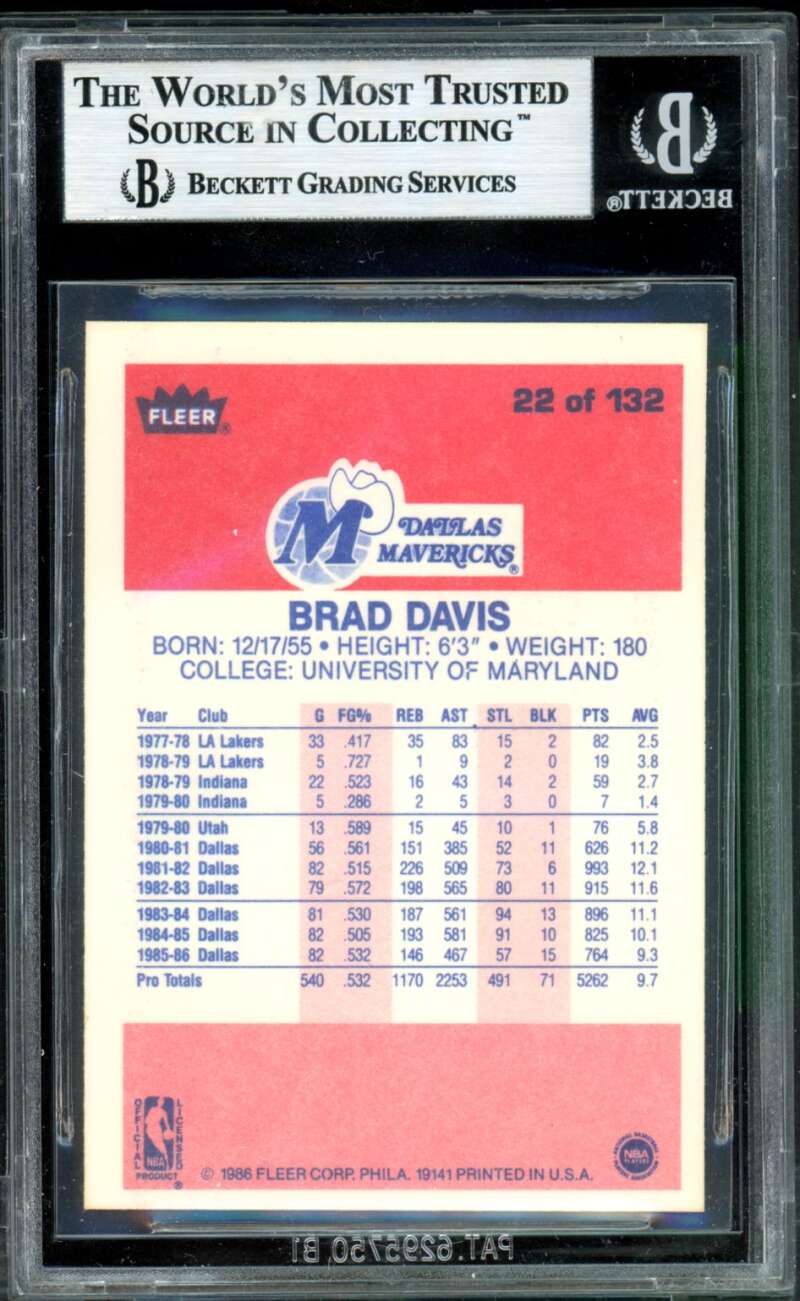 THE WORLD'S MOST TRUSTED
SOURCE IN COLLECTING™
B BECKETT GRADING SERVICES
B
BECKETT®
FLEER®
22 of 132
M DALLAS
MAVERICKS®
BRAD DAVIS
BORN: 12/17/55 • HEIGHT: 6'3" • WEIGHT: 180
COLLEGE: UNIVERSITY OF MARYLAND
Year Club G FG% REB AST STL BLK PTS AVG
1977-78 LA Lakers 33 .417 35 83 15 2 82 2.5
1978-79 LA Lakers 5 .727 1 9 2 0 19 3.8
1978-79 Indiana 22 .523 16 43 14 2 59 2.7
1979-80 Indiana 5 .286 2 5 3 0 7 1.4
1979-80 Utah 13 .589 15 45 10 1 76 5.8
1980-81 Dallas 56 .561 151 385 52 11 626 11.2
1981-82 Dallas 82 .515 226 509 73 6 993 12.1
1982-83 Dallas 79 .572 198 565 80 11 915 11.6
1983-84 Dallas 81 .530 187 561 94 13 896 11.1
1984-85 Dallas 82 .505 193 581 91 10 825 10.1
1985-86 Dallas 82 .532 146 467 57 15 764 9.3
Pro Totals 540 .532 1170 2253 491 71 5262 9.7
OFFICIAL LICENSED
NBA
PRODUCT®
© 1986 FLEER CORP. PHILA. 19141 PRINTED IN U.S.A.
NATIONAL BASKETBALL
NBA
PLAYERS
ASSOCIATION
PAT.6295750 B1